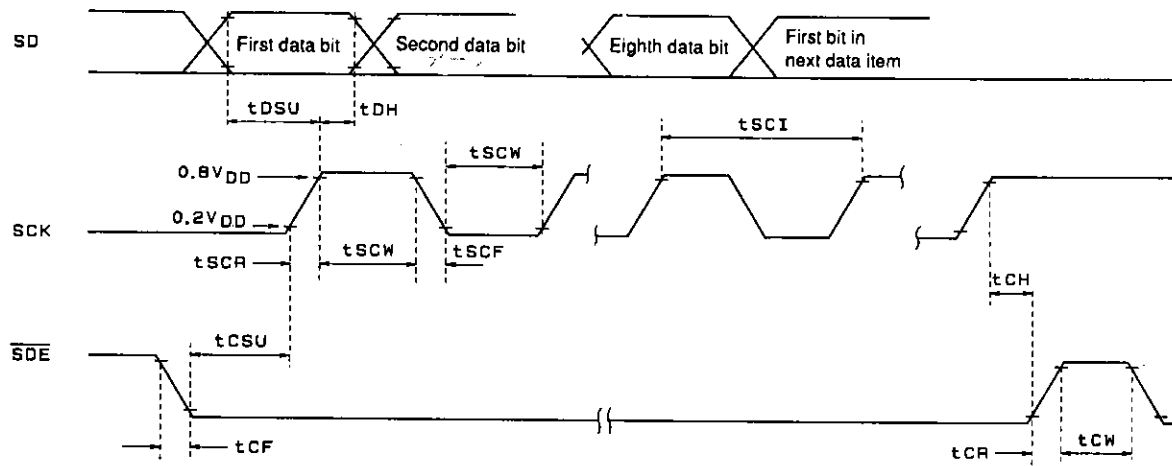 SD
First data bit
Second data bit
Eighth data bit
First bit in
next data item
tDSU
tDH
tSCW
tSCI
0.8VDD
0.2VDD
SCK
tSCR
tSCW
tSCF
tCH
tCSU
SDE
tCF
tCR
tCW